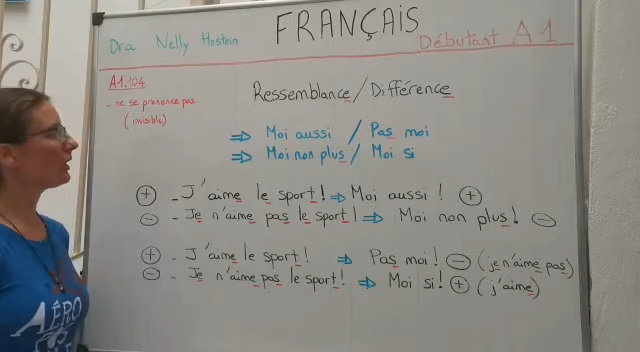 FRANÇAIS
Dra Nelly Hostein
Débutant A1
A1.104
- ne se prononce pas
(invisible)
Ressemblance / Différence
⇒ Moi aussi / Pas moi
⇒ Moi non plus / Moi si
+ - J'aime le sport ! ⇒ Moi aussi ! +
- - Je n'aime pas le sport ! ⇒ Moi non plus ! -
+ - J'aime le sport ! ⇒ Pas moi ! - (je n'aime pas)
- - Je n'aime pas le sport ! ⇒ Moi si ! + (j'aime)
AÉRO